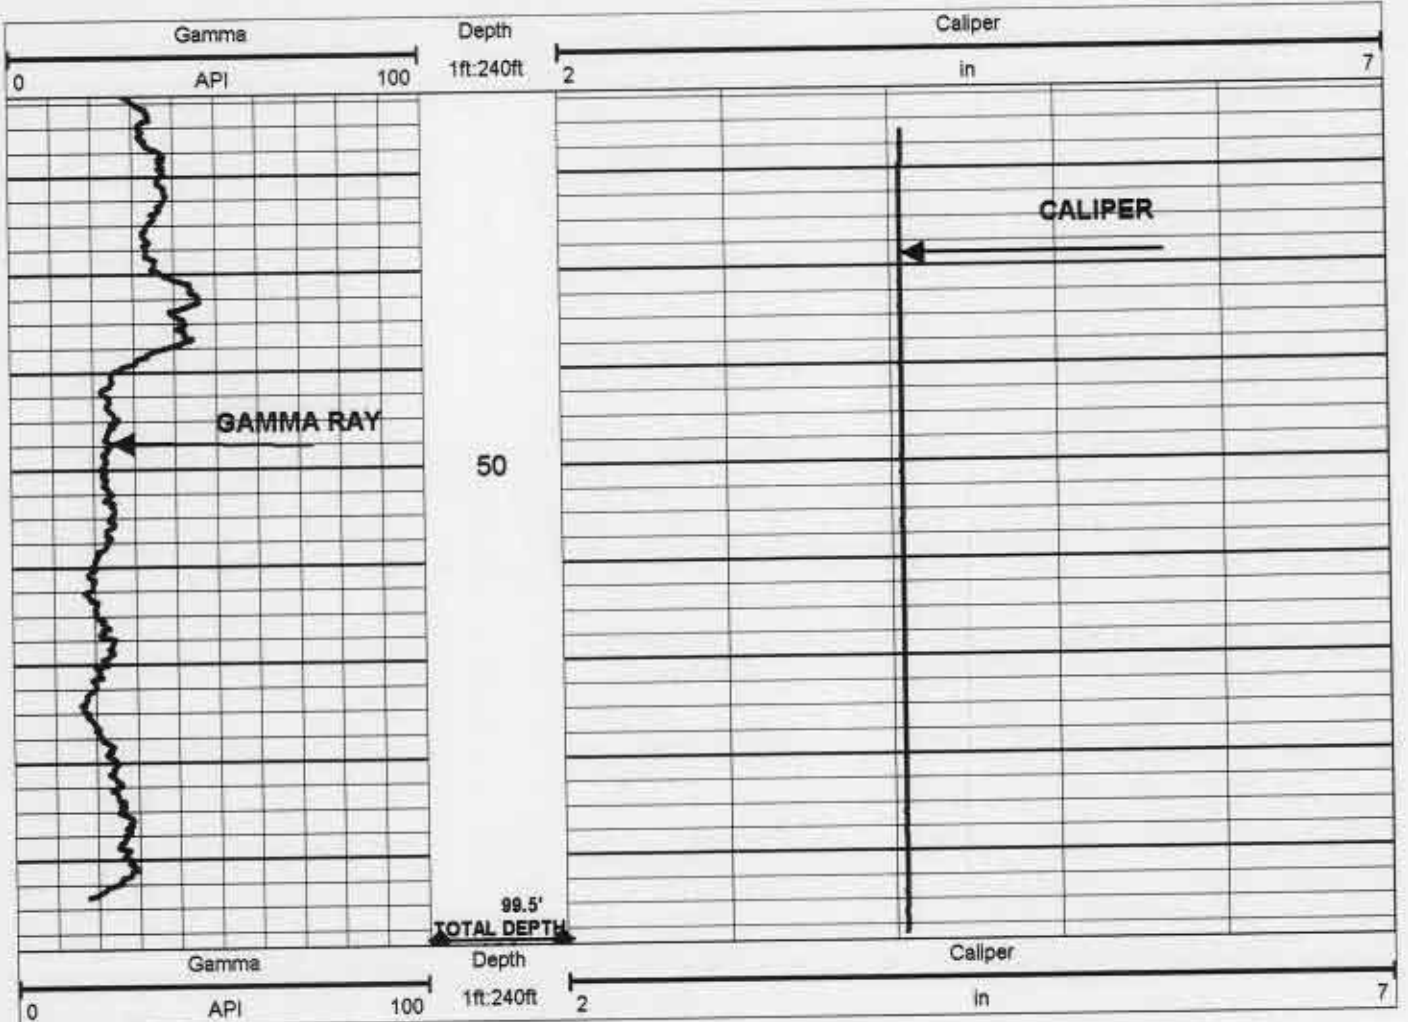 Gamma Depth Caliper
0 API 100 1ft:240ft 2 in 7
CALIPER
GAMMA RAY
50
99.5'
TOTAL DEPTH
Gamma Depth Caliper
0 API 100 1ft:240ft 2 in 7